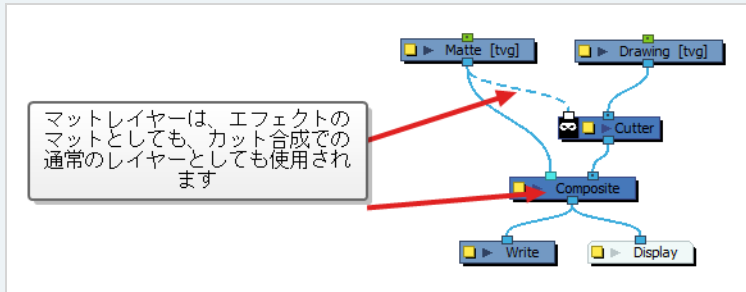 Matte [tvg]
Drawing [tvg]
マットレイヤーは、エフェクトの
マットとしても、カット合成での
通常のレイヤーとしても使用され
ます
Cutter
Composite
Write
Display